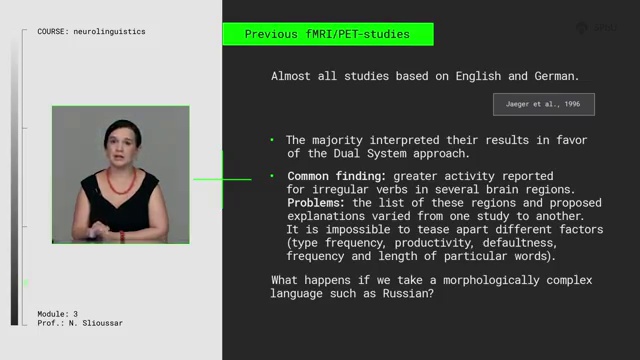 COURSE: neurolinguistics
Previous fMRI/PET-studies
Almost all studies based on English and German.
Jaeger et al., 1996
• The majority interpreted their results in favor
of the Dual System approach.
• Common finding: greater activity reported
for irregular verbs in several brain regions.
Problems: the list of these regions and proposed
explanations varied from one study to another.
It is impossible to tease apart different factors
(type frequency, productivity, defaultness,
frequency and length of particular words).
What happens if we take a morphologically complex
language such as Russian?
Module: 3
Prof.: N. Slioussar